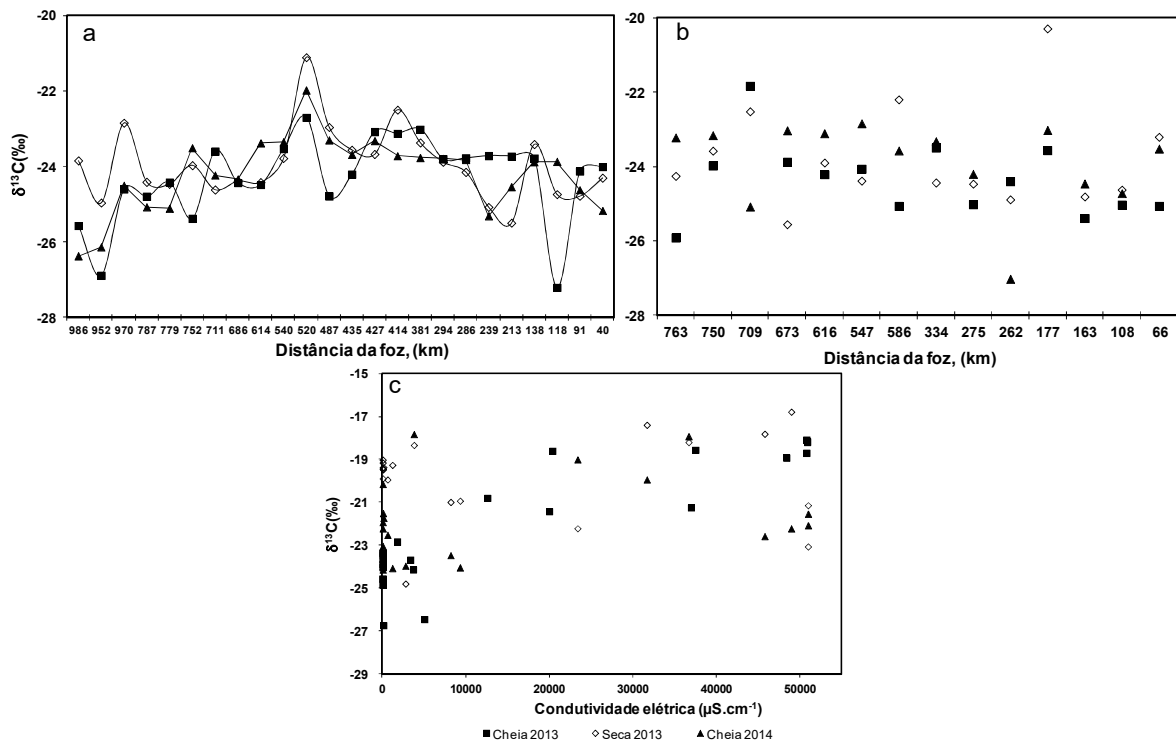 a
-20
-22
-24
-26
-28
δ¹³C(‰)
986 952 970 787 779 752 711 686 614 540 520 487 435 427 414 381 294 286 239 213 138 118 91 40
Distância da foz, (km)
b
-20
-22
-24
-26
-28
763 750 709 673 616 547 586 334 275 262 177 163 108 66
Distância da foz, (km)
c
-15
-17
-19
-21
-23
-25
-27
-29
δ¹³C(‰)
0 10000 20000 30000 40000 50000
Condutividade elétrica (µS.cm⁻¹)
Cheia 2013 Seca 2013 Cheia 2014